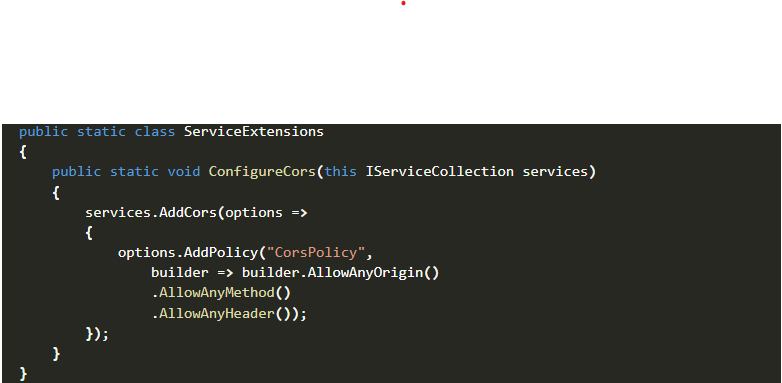 public static class ServiceExtensions
{
    public static void ConfigureCors(this IServiceCollection services)
    {
        services.AddCors(options =>
        {
            options.AddPolicy("CorsPolicy",
                builder => builder.AllowAnyOrigin()
                .AllowAnyMethod()
                .AllowAnyHeader());
        });
    }
}